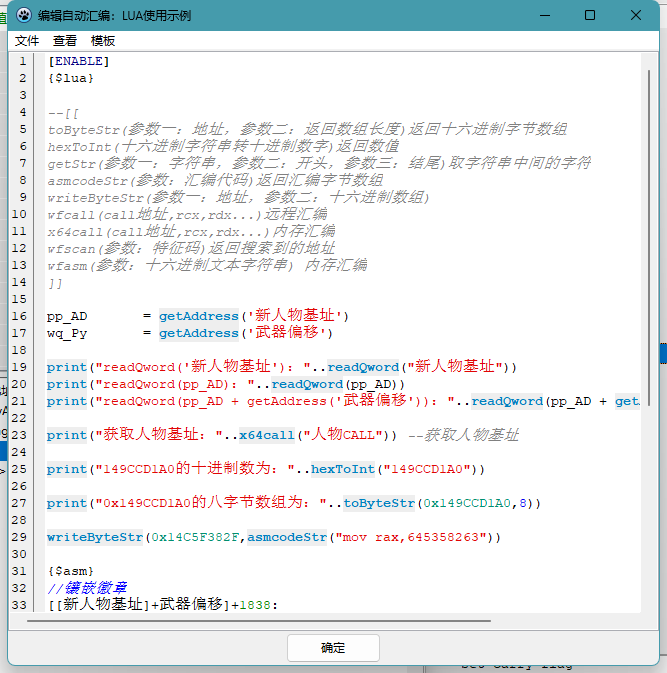 编辑自动汇编: LUA使用示例
文件 查看 模板
1 [ENABLE]
2 {$lua}
3
4 --[[
5 toByteStr(参数一: 地址, 参数二: 返回数组长度)返回十六进制字节数组
6 hexToInt(十六进制字符串转十进制数字)返回数值
7 getStr(参数一: 字符串, 参数二: 开头, 参数三: 结尾)取字符串中间的字符
8 asmcodeStr(参数: 汇编代码)返回汇编字节数组
9 writeByteStr(参数一: 地址, 参数二: 十六进制数组)
10 wfcall(call地址,rcx,rdx...)远程汇编
11 x64call(call地址,rcx,rdx...)内存汇编
12 wfscan(参数: 特征码)返回搜索到的地址
13 wfasm(参数: 十六进制文本字符串) 内存汇编
14 ]]
15
16 pp_AD = getAddress('新人物基址')
17 wq_Py = getAddress('武器偏移')
18
19 print("readQword('新人物基址'): "..readQword("新人物基址"))
20 print("readQword(pp_AD): "..readQword(pp_AD))
21 print("readQword(pp_AD + getAddress('武器偏移')): "..readQword(pp_AD + get
22
23 print("获取人物基址: "..x64call("人物CALL")) --获取人物基址
24
25 print("149CCD1A0的十进制数为: "..hexToInt("149CCD1A0"))
26
27 print("0x149CCD1A0的八字节数组为: "..toByteStr(0x149CCD1A0,8))
28
29 writeByteStr(0x14C5F382F,asmcodeStr("mov rax,645358263"))
30
31 {$asm}
32 //镶嵌徽章
33 [[新人物基址]+武器偏移]+1838:
确定